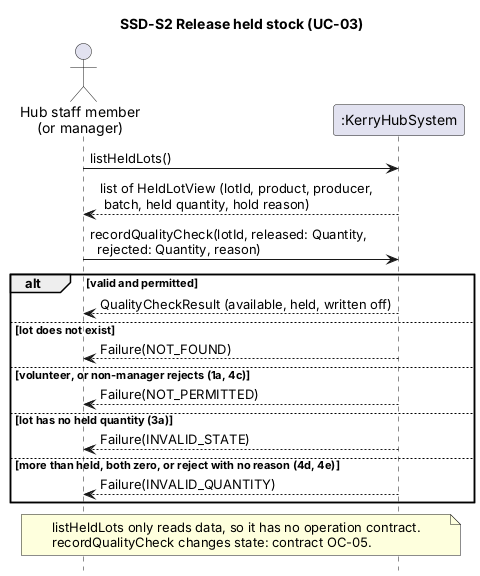 SSD-S2 Release held stock (UC-03)
Hub staff member
(or manager)
:KerryHubSystem
listHeldLots()
list of HeldLotView (lotId, product, producer,
batch, held quantity, hold reason)
recordQualityCheck(lotId, released: Quantity,
rejected: Quantity, reason)
alt
[valid and permitted]
QualityCheckResult (available, held, written off)
[lot does not exist]
Failure(NOT_FOUND)
[volunteer, or non-manager rejects (1a, 4c)]
Failure(NOT_PERMITTED)
[lot has no held quantity (3a)]
Failure(INVALID_STATE)
[more than held, both zero, or reject with no reason (4d, 4e)]
Failure(INVALID_QUANTITY)
listHeldLots only reads data, so it has no operation contract.
recordQualityCheck changes state: contract OC-05.